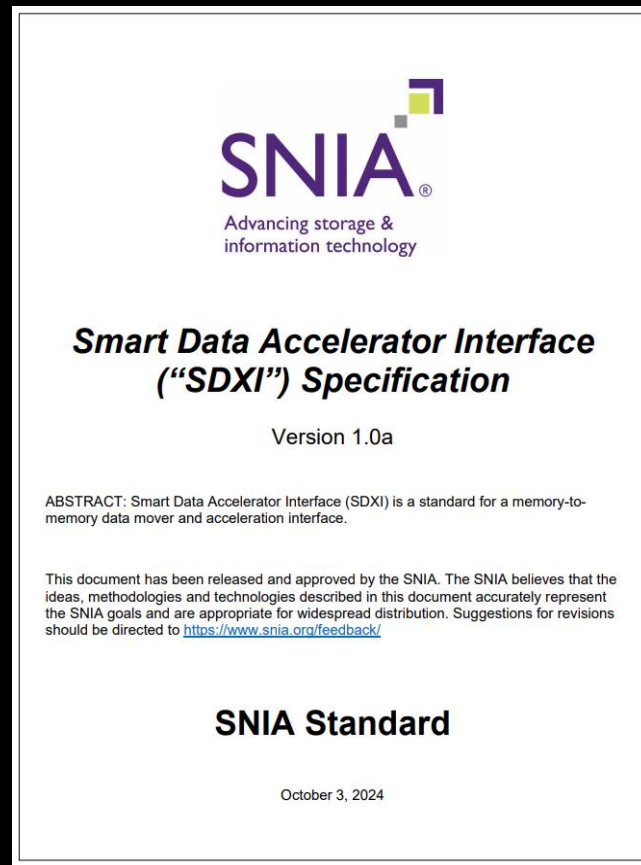 SNIA®
Advancing storage &
information technology
Smart Data Accelerator Interface
(“SDXI”) Specification
Version 1.0a
ABSTRACT: Smart Data Accelerator Interface (SDXI) is a standard for a memory-to-
memory data mover and acceleration interface.
This document has been released and approved by the SNIA. The SNIA believes that the
ideas, methodologies and technologies described in this document accurately represent
the SNIA goals and are appropriate for widespread distribution. Suggestions for revisions
should be directed to https://www.snia.org/feedback/
SNIA Standard
October 3, 2024